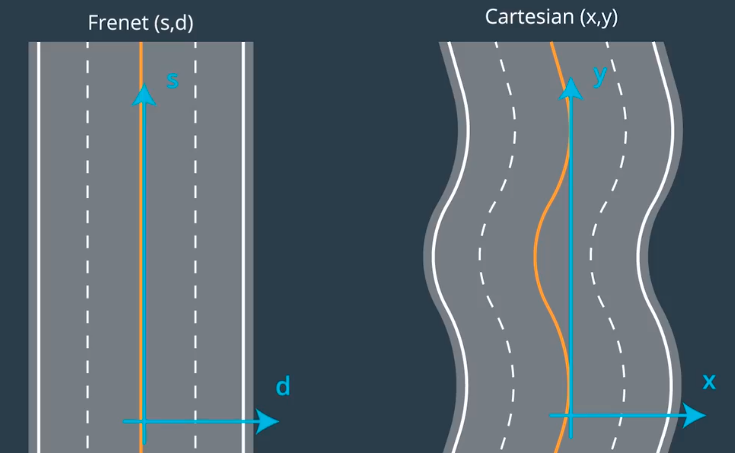 Frenet (s,d)
Cartesian (x,y)
s
y
d
x